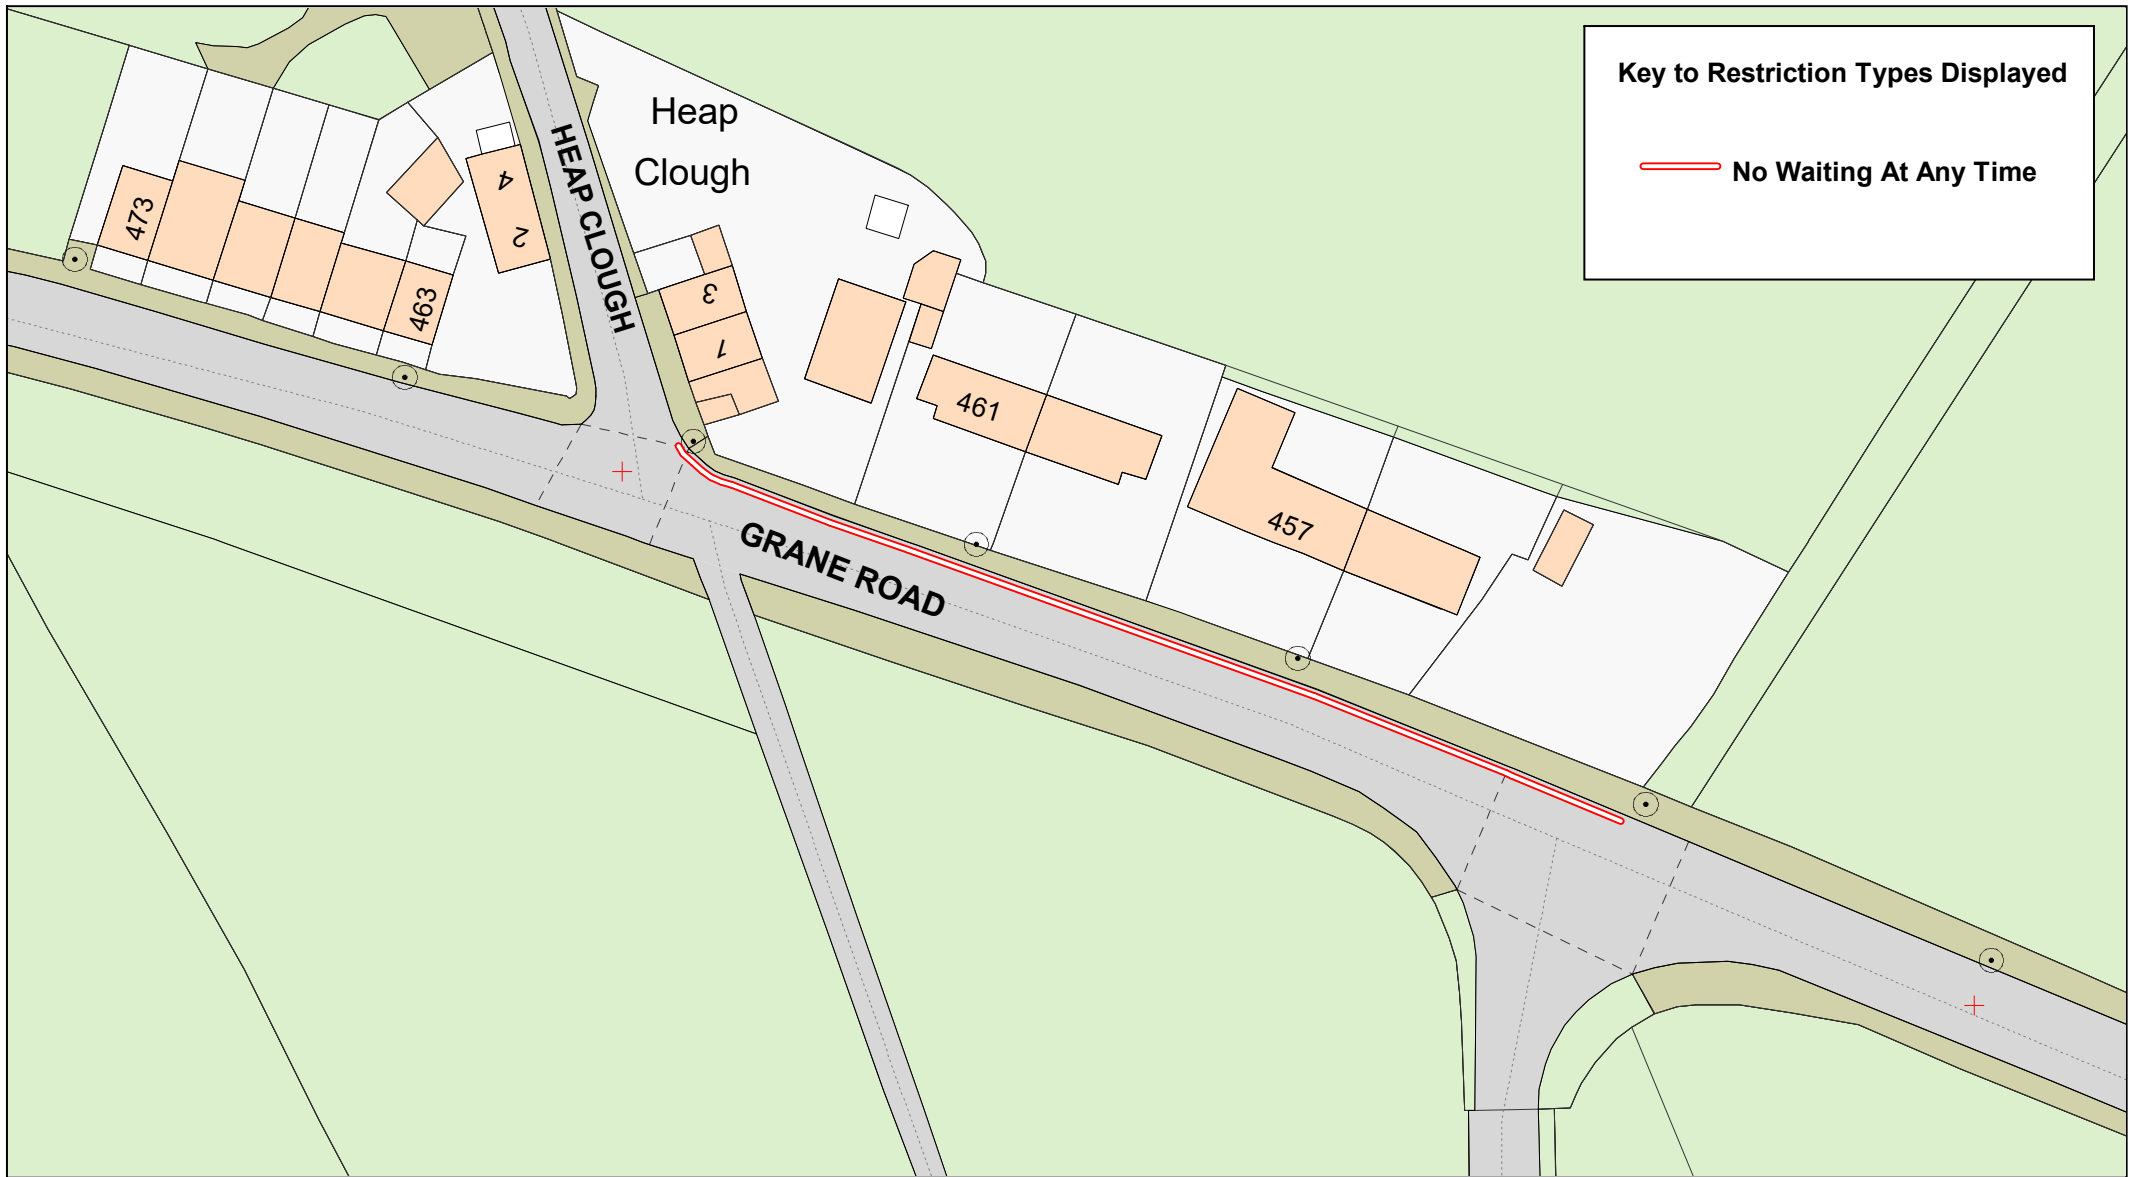 Key to Restriction Types Displayed
No Waiting At Any Time
Heap
Clough
HEAP CLOUGH
4
2
473
463
3
1
461
457
GRANE ROAD